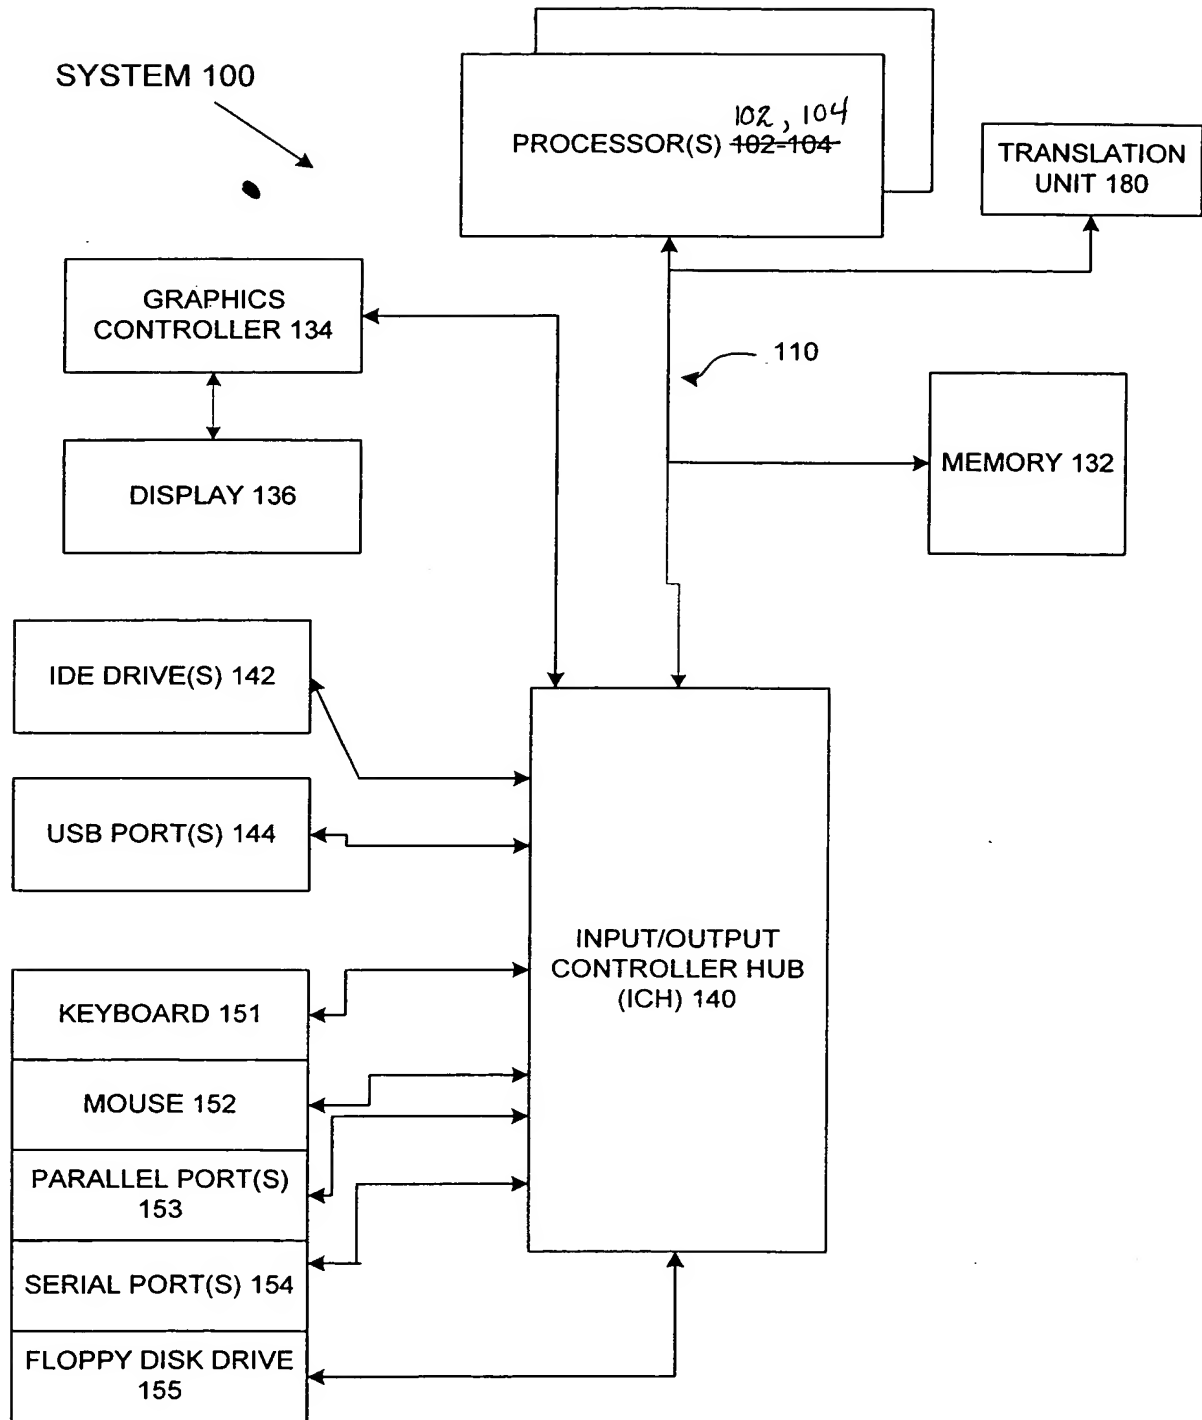 SYSTEM 100
102, 104
PROCESSOR(S) 102-104
TRANSLATION
UNIT 180
GRAPHICS
CONTROLLER 134
110
DISPLAY 136
MEMORY 132
IDE DRIVE(S) 142
USB PORT(S) 144
INPUT/OUTPUT
CONTROLLER HUB
(ICH) 140
KEYBOARD 151
MOUSE 152
PARALLEL PORT(S)
153
SERIAL PORT(S) 154
FLOPPY DISK DRIVE
155